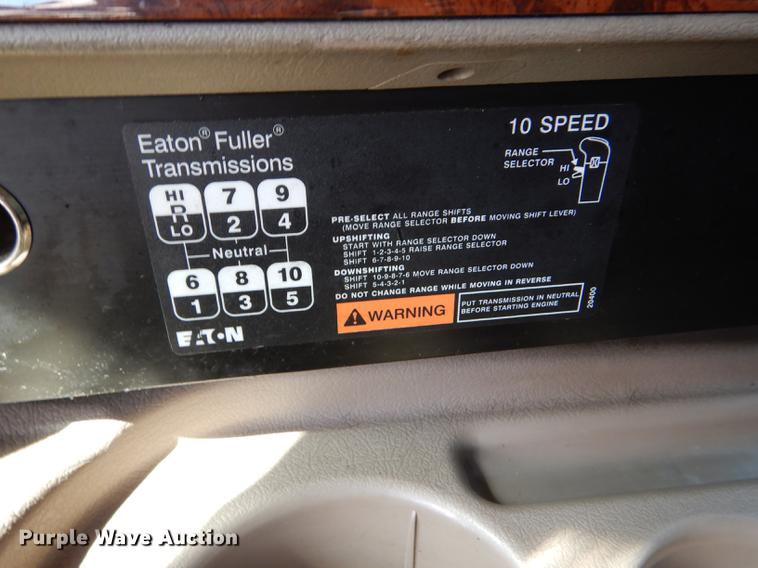 Eaton® Fuller®
Transmissions
10 SPEED
RANGE
SELECTOR
HI
LO
HI
R
LO
7
2
9
4
Neutral
6
1
8
3
10
5
PRE-SELECT ALL RANGE SHIFTS
(MOVE RANGE SELECTOR BEFORE MOVING SHIFT LEVER)
UPSHIFTING
START WITH RANGE SELECTOR DOWN
SHIFT 1-2-3-4-5 RAISE RANGE SELECTOR
SHIFT 6-7-8-9-10
DOWNSHIFTING
SHIFT 10-9-8-7-6 MOVE RANGE SELECTOR DOWN
SHIFT 5-4-3-2-1
DO NOT CHANGE RANGE WHILE MOVING IN REVERSE
WARNING
PUT TRANSMISSION IN NEUTRAL
BEFORE STARTING ENGINE
20400
EATON
Purple Wave Auction